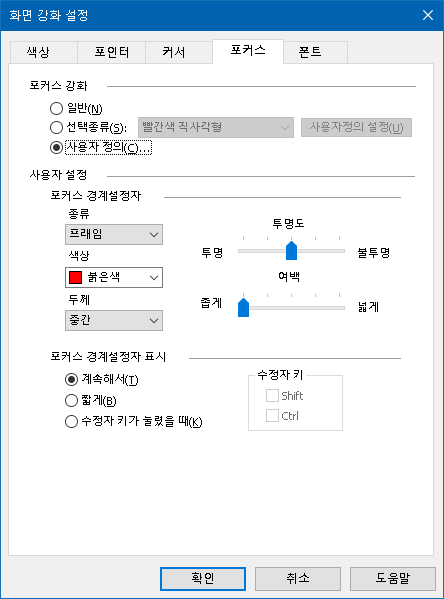 화면 강화 설정
색상 포인터 커서 포커스 폰트
포커스 강화
일반(N)
선택종류(S): 빨간색 직사각형 사용자정의 설정(U)
사용자 정의(C)...
사용자 설정
포커스 경계설정자
종류
프래임
색상
붉은색
두께
중간
투명도
투명 불투명
여백
좁게 넓게
포커스 경계설정자 표시
계속해서(T)
짧게(B)
수정자 키가 눌렸을 때(K)
수정자 키
Shift
Ctrl
확인 취소 도움말